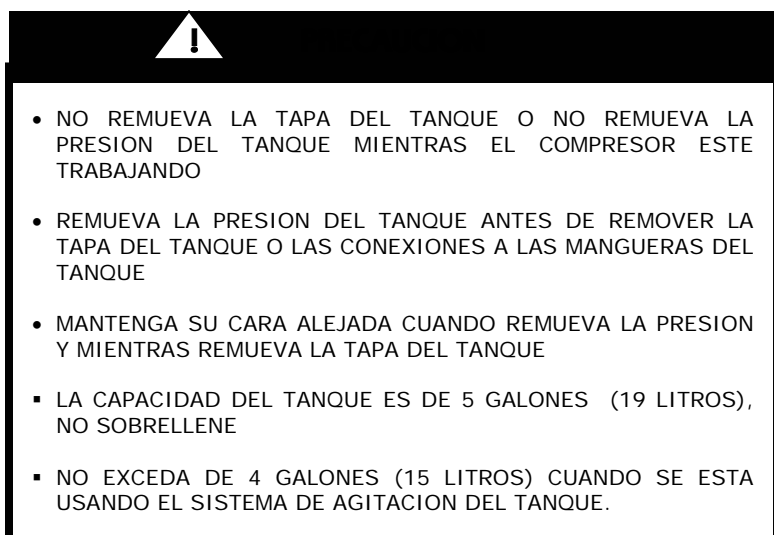 • NO REMUEVA LA TAPA DEL TANQUE O NO REMUEVA LA
PRESION DEL TANQUE MIENTRAS EL COMPRESOR ESTE
TRABAJANDO
• REMUEVA LA PRESION DEL TANQUE ANTES DE REMOVER LA
TAPA DEL TANQUE O LAS CONEXIONES A LAS MANGUERAS DEL
TANQUE
• MANTENGA SU CARA ALEJADA CUANDO REMUEVA LA PRESION
Y MIENTRAS REMUEVA LA TAPA DEL TANQUE
▪ LA CAPACIDAD DEL TANQUE ES DE 5 GALONES (19 LITROS),
NO SOBRELLENE
▪ NO EXCEDA DE 4 GALONES (15 LITROS) CUANDO SE ESTA
USANDO EL SISTEMA DE AGITACION DEL TANQUE.